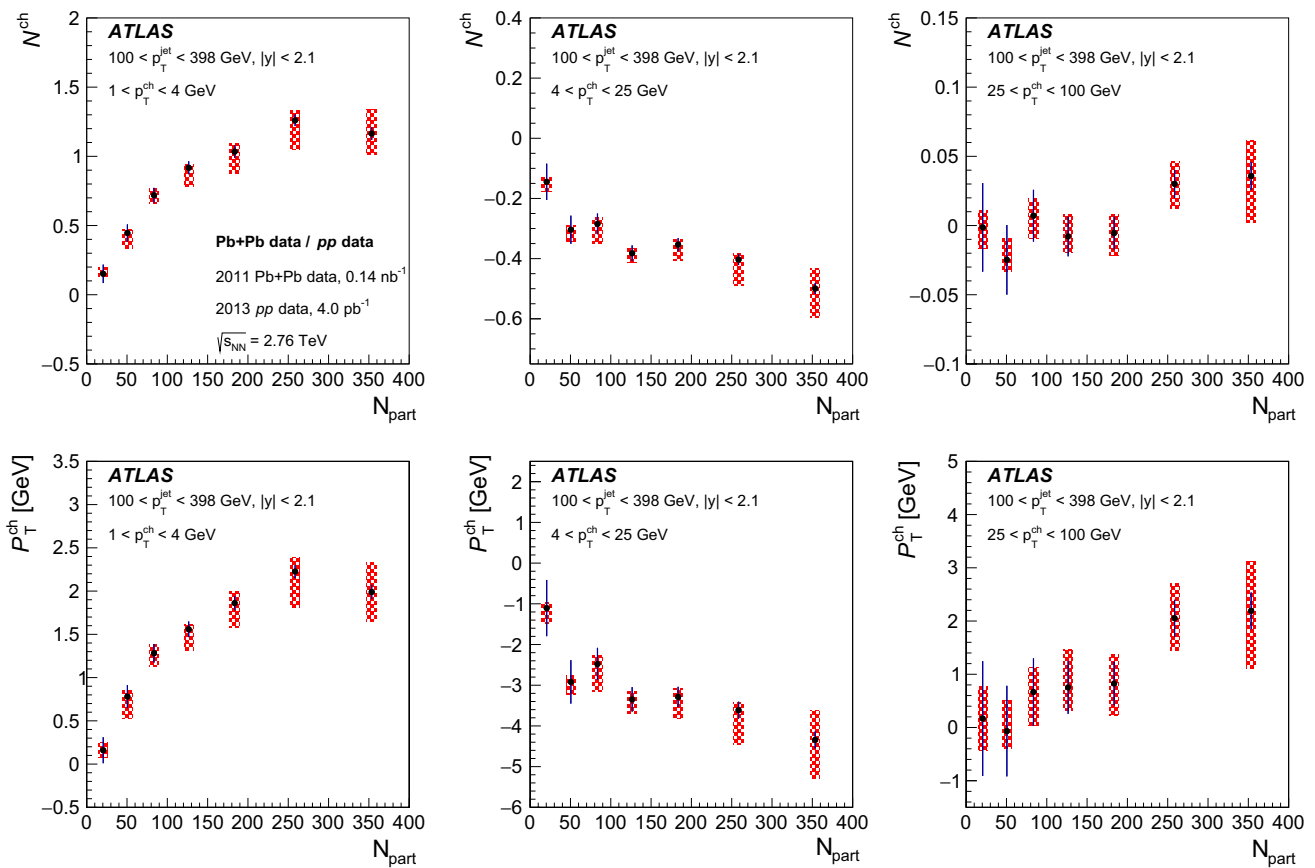 N^ch
2
1.5
1
0.5
0
−0.5
ATLAS
100 < p_T^jet < 398 GeV, |y| < 2.1
1 < p_T^ch < 4 GeV
Pb+Pb data / pp data
2011 Pb+Pb data, 0.14 nb^-1
2013 pp data, 4.0 pb^-1
√s_NN = 2.76 TeV
0 50 100 150 200 250 300 350 400
N_part
N^ch
0.4
0.2
0
−0.2
−0.4
−0.6
ATLAS
100 < p_T^jet < 398 GeV, |y| < 2.1
4 < p_T^ch < 25 GeV
0 50 100 150 200 250 300 350 400
N_part
N^ch
0.15
0.1
0.05
0
−0.05
−0.1
ATLAS
100 < p_T^jet < 398 GeV, |y| < 2.1
25 < p_T^ch < 100 GeV
0 50 100 150 200 250 300 350 400
N_part
P_T^ch [GeV]
3.5
3
2.5
2
1.5
1
0.5
0
−0.5
ATLAS
100 < p_T^jet < 398 GeV, |y| < 2.1
1 < p_T^ch < 4 GeV
0 50 100 150 200 250 300 350 400
N_part
P_T^ch [GeV]
2
1
0
−1
−2
−3
−4
−5
−6
ATLAS
100 < p_T^jet < 398 GeV, |y| < 2.1
4 < p_T^ch < 25 GeV
0 50 100 150 200 250 300 350 400
N_part
P_T^ch [GeV]
5
4
3
2
1
0
−1
ATLAS
100 < p_T^jet < 398 GeV, |y| < 2.1
25 < p_T^ch < 100 GeV
0 50 100 150 200 250 300 350 400
N_part